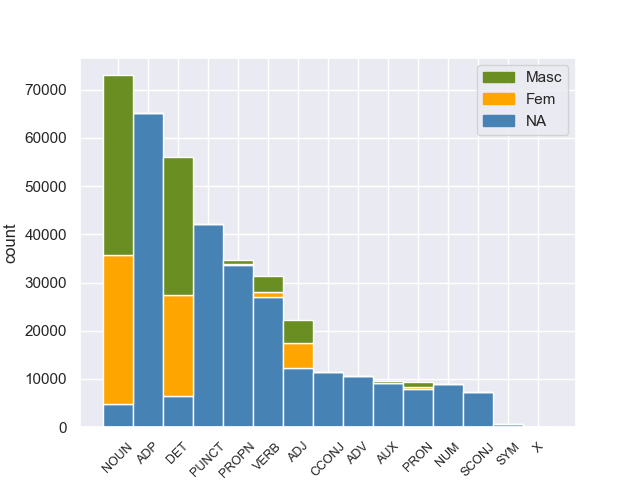 Masc
Fem
NA
70000
60000
50000
40000
30000
20000
10000
0
count
NOUN
ADP
DET
PUNCT
PROPN
VERB
ADJ
CCONJ
ADV
AUX
PRON
NUM
SCONJ
SYM
X